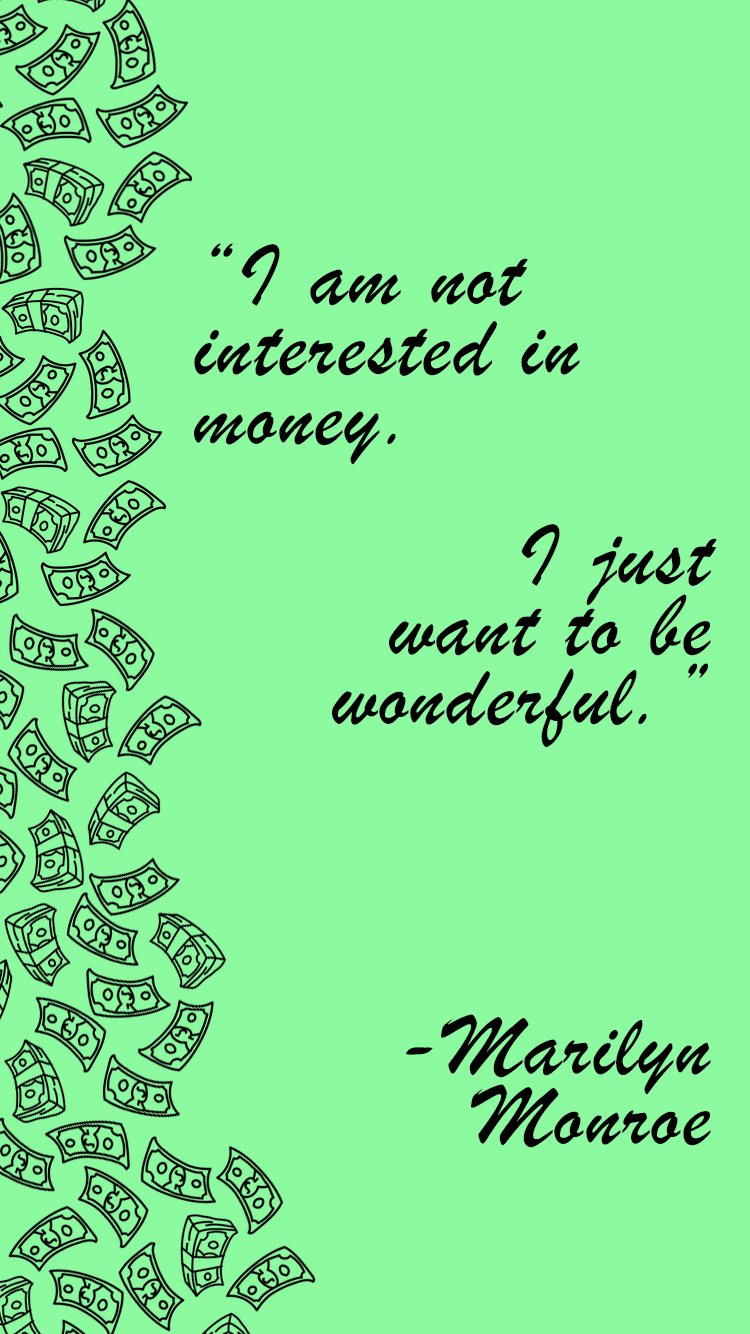 “I am not
interested in
money.
I just
want to be
wonderful. ”
-Marilyn
Monroe